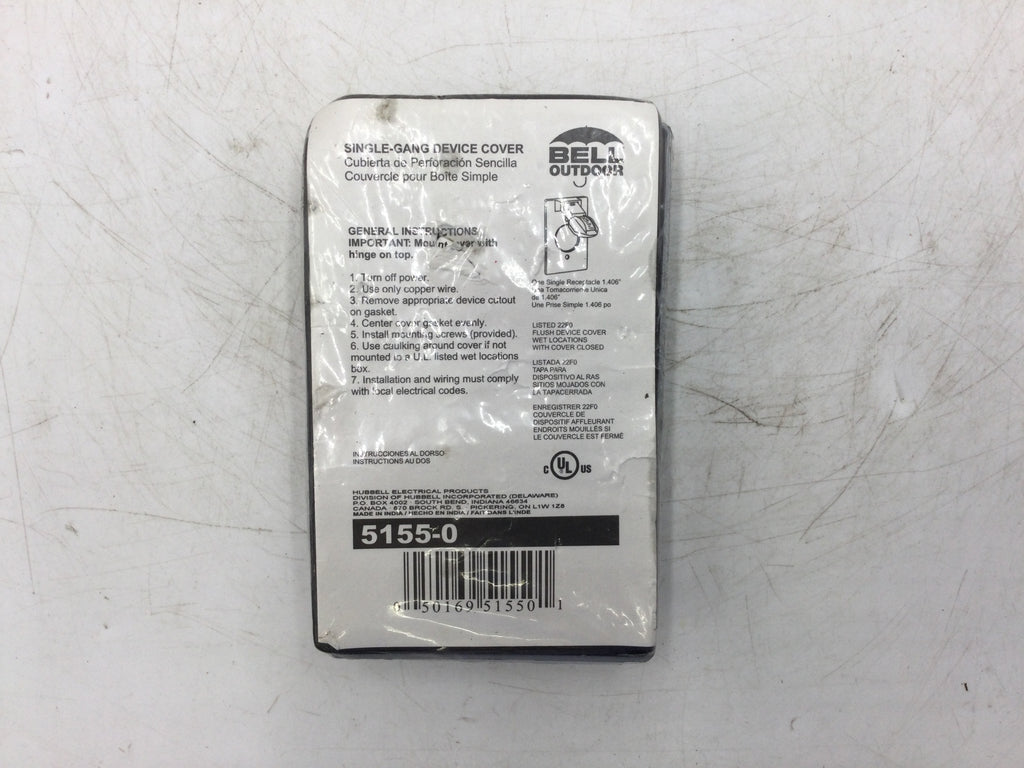 SINGLE-GANG DEVICE COVER
Cubierta de Perforación Sencilla
Couvercle pour Boîte Simple
GENERAL INSTRUCTIONS
IMPORTANT: Mount with
hinge on top.
1. Turn off power.
2. Use only copper wire.
3. Remove appropriate device cutout
on gasket.
4. Center cover gasket evenly.
5. Install mounting screws (provided).
6. Use caulking around cover if not
mounted to a U.L. listed wet locations
box.
7. Installation and wiring must comply
with local electrical codes.
INSTRUCCIONES AL DORSO
INSTRUCTIONS AU DOS
BELL
OUTDOOR
One Single Receptacle 1.406"
Una Tomacorriente Unica
de 1.406"
Une Prise Simple 1.406 po
LISTED 22F0
FLUSH DEVICE COVER
WET LOCATIONS
WITH COVER CLOSED
LISTADA 22F0
TAPA PARA
DISPOSITIVO AL RAS
SITIOS MOJADOS CON
LA TAPACERRADA
ENREGISTRER 22F0
COUVERCLE DE
DISPOSITIF AFFLEURANT
ENDROITS MOUILLÉS SI
LE COUVERCLE EST FERMÉ
C UL US
HUBBELL ELECTRICAL PRODUCTS
DIVISION OF HUBBELL INCORPORATED (DELAWARE)
P.O. BOX 4002 SOUTH BEND, INDIANA 46634
CANADA 870 BROCK RD. S. PICKERING, ON L1W 1Z8
MADE IN INDIA / HECHO EN INDIA / FAIT DANS L'INDE
5155-0
0 50169 51550 1